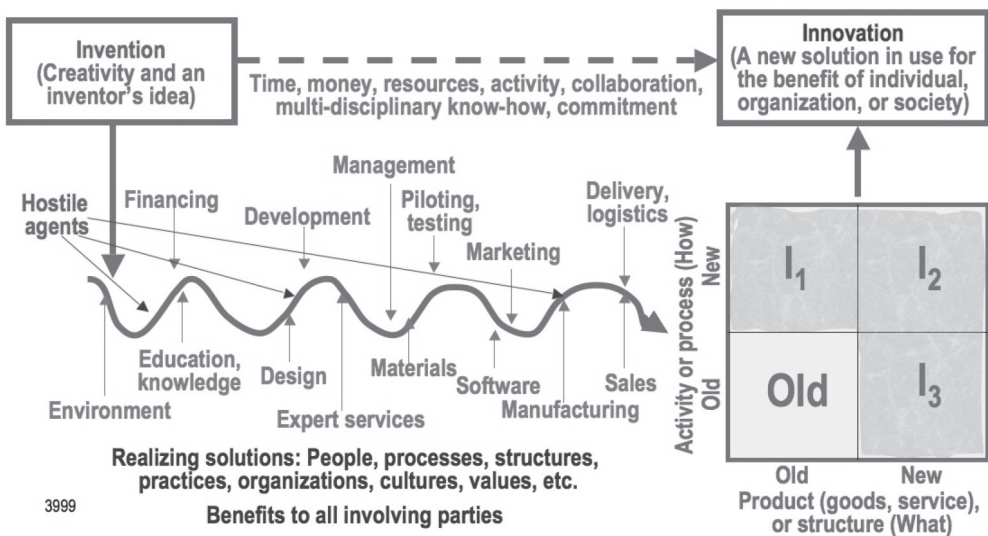 Invention
(Creativity and an
inventor's idea)
Time, money, resources, activity, collaboration,
multi-disciplinary know-how, commitment
Innovation
(A new solution in use for
the benefit of individual,
organization, or society)
Hostile
agents
Financing
Development
Management
Piloting,
testing
Marketing
Delivery,
logistics
Environment
Education,
knowledge
Design
Expert services
Materials
Software
Manufacturing
Sales
Realizing solutions: People, processes, structures,
practices, organizations, cultures, values, etc.
Benefits to all involving parties
3999
Activity or process (How)
New
Old
I₁
I₂
Old
I₃
Old
New
Product (goods, service),
or structure (What)